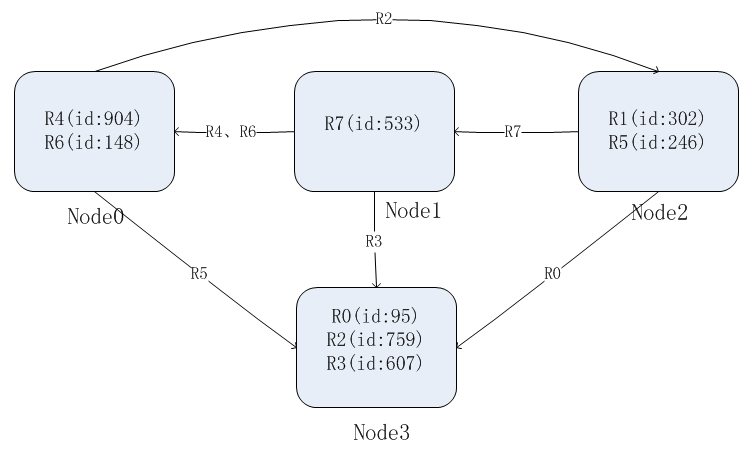 R2
R4(id:904)
R6(id:148)
R7(id:533)
R1(id:302)
R5(id:246)
R4、R6
R7
Node0
Node1
Node2
R3
R5
R0
R0(id:95)
R2(id:759)
R3(id:607)
Node3